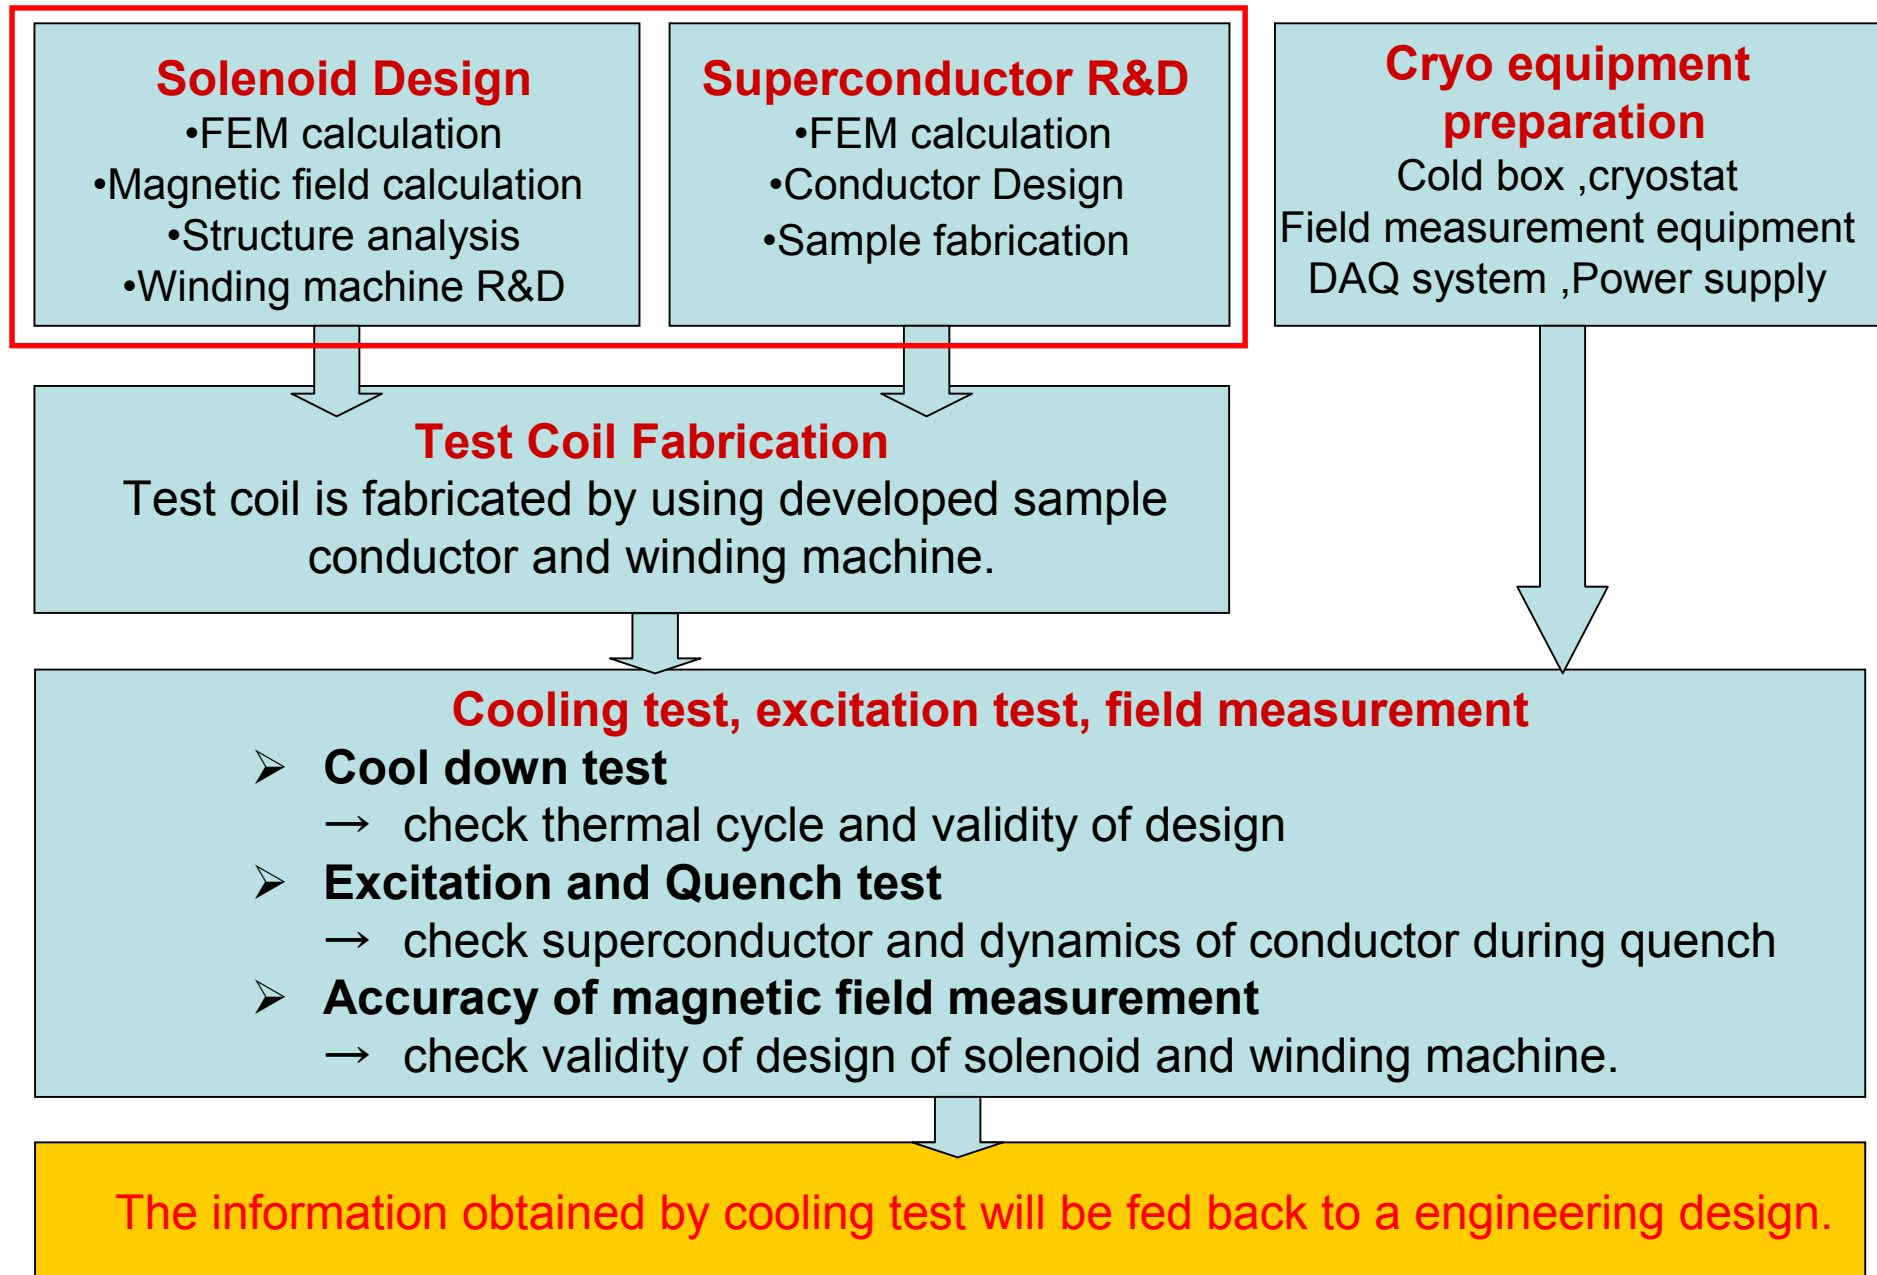 Solenoid Design
•FEM calculation
•Magnetic field calculation
•Structure analysis
•Winding machine R&D
Superconductor R&D
•FEM calculation
•Conductor Design
•Sample fabrication
Cryo equipment
preparation
Cold box ,cryostat
Field measurement equipment
DAQ system ,Power supply
Test Coil Fabrication
Test coil is fabricated by using developed sample
conductor and winding machine.
Cooling test, excitation test, field measurement
➢ Cool down test
→ check thermal cycle and validity of design
➢ Excitation and Quench test
→ check superconductor and dynamics of conductor during quench
➢ Accuracy of magnetic field measurement
→ check validity of design of solenoid and winding machine.
The information obtained by cooling test will be fed back to a engineering design.